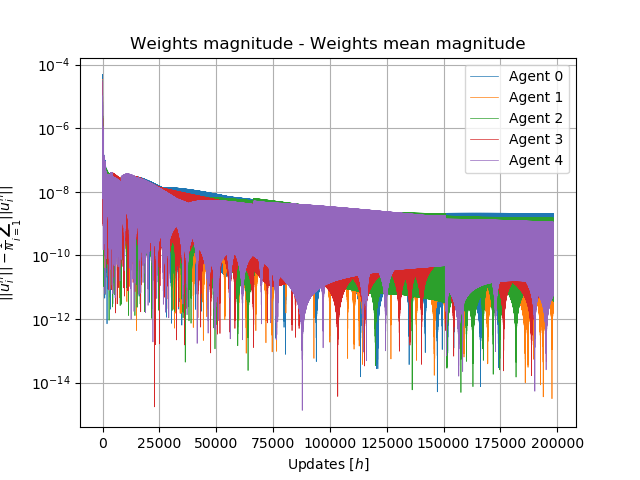 Weights magnitude - Weights mean magnitude
10⁻⁴
10⁻⁶
10⁻⁸
10⁻¹⁰
10⁻¹²
10⁻¹⁴
Agent 0
Agent 1
Agent 2
Agent 3
Agent 4
0
25000
50000
75000
100000
125000
150000
175000
200000
Updates [h]